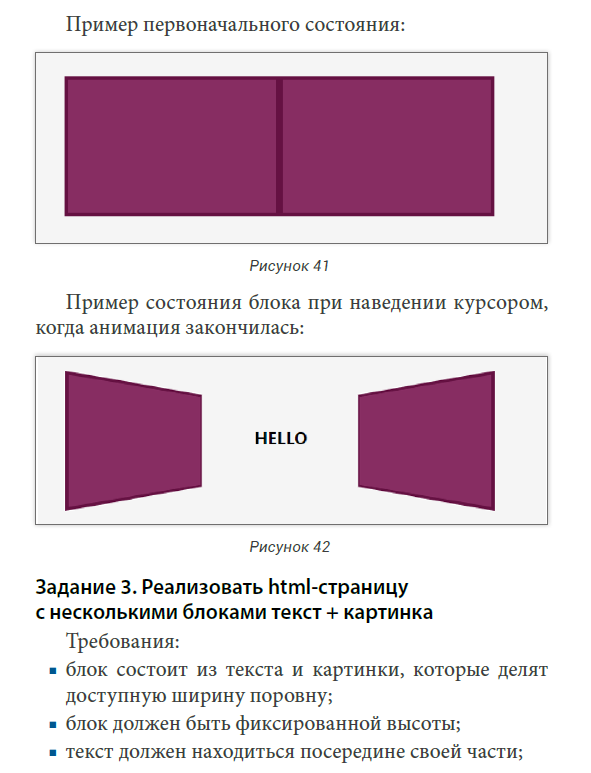 Пример первоначального состояния:
Рисунок 41
Пример состояния блока при наведении курсором,
когда анимация закончилась:
HELLO
Рисунок 42
Задание 3. Реализовать html-страницу
с несколькими блоками текст + картинка
Требования:
▪ блок состоит из текста и картинки, которые делят
доступную ширину поровну;
▪ блок должен быть фиксированной высоты;
▪ текст должен находиться посередине своей части;